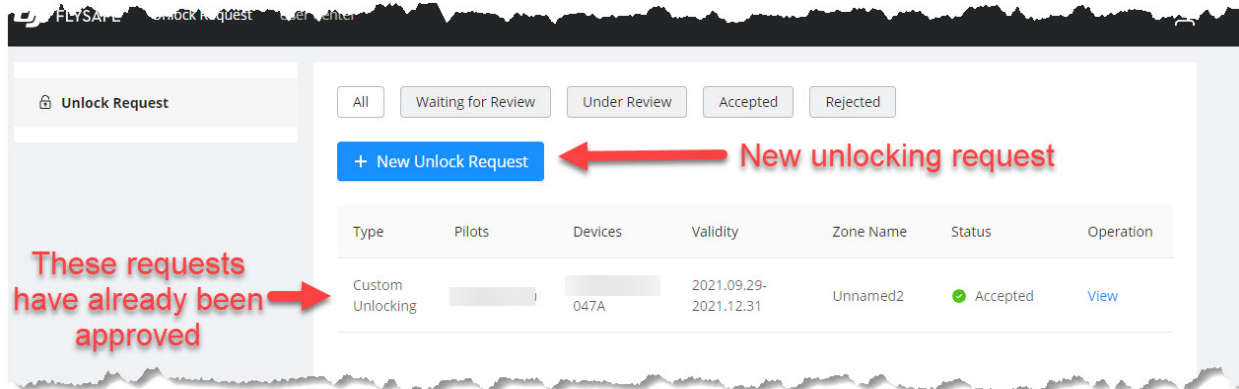 FLYSAFE Unlock Request User Center
Unlock Request
All Waiting for Review Under Review Accepted Rejected
+ New Unlock Request
New unlocking request
Type Pilots Devices Validity Zone Name Status Operation
These requests
have already been
approved
Custom
Unlocking
047A
2021.09.29-
2021.12.31
Unnamed2
Accepted
View